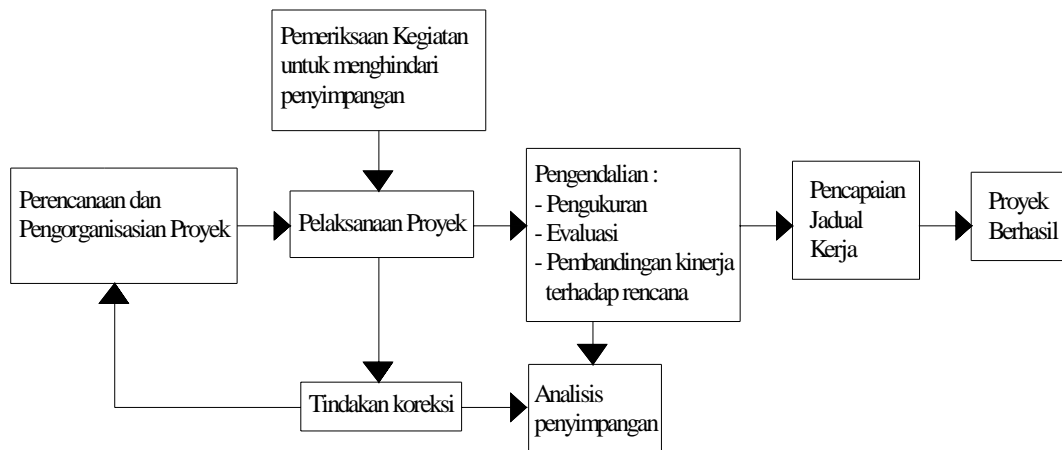 Pemeriksaan Kegiatan
untuk menghindari
penyimpangan
Perencanaan dan
Pengorganisasian Proyek
Pelaksanaan Proyek
Pengendalian :
- Pengukuran
- Evaluasi
- Pembandingan kinerja
terhadap rencana
Pencapaian
Jadual
Kerja
Proyek
Berhasil
Tindakan koreksi
Analisis
penyimpangan